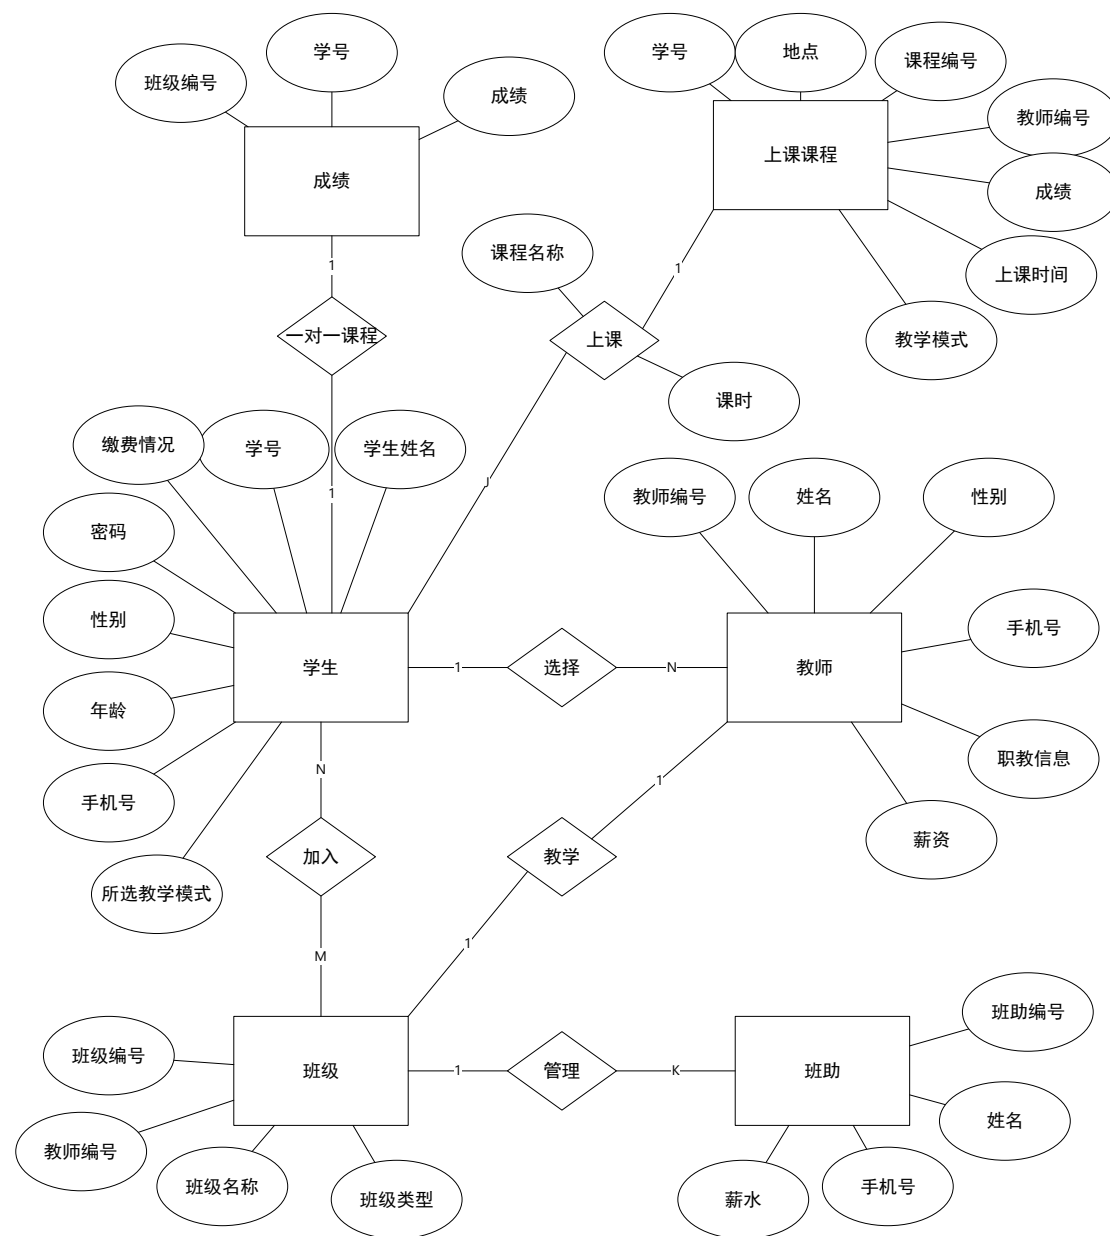 学号
班级编号
成绩
成绩
学号
地点
课程编号
教师编号
上课课程
成绩
上课时间
教学模式
1
课程名称
1
一对一课程
上课
课时
缴费情况
学号
学生姓名
J
1
密码
性别
年龄
手机号
所选教学模式
学生
1
选择
N
教师编号
姓名
性别
手机号
教师
职教信息
薪资
N
1
加入
教学
M
1
班级编号
班级
教师编号
班级名称
班级类型
1
管理
K
班助
班助编号
姓名
手机号
薪水